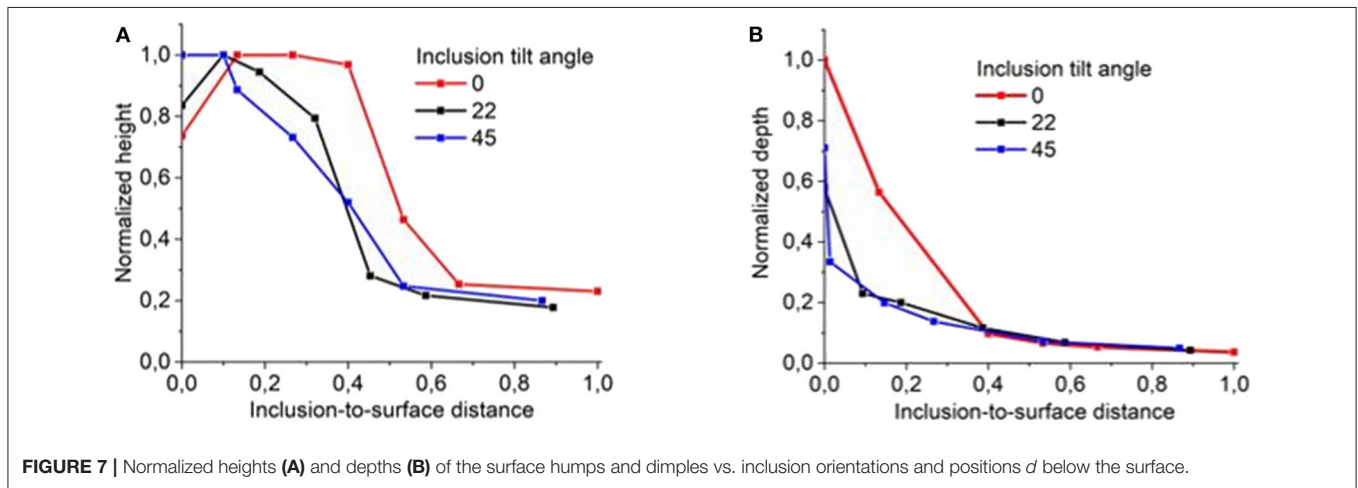 A
Inclusion tilt angle
0
22
45
Normalized height
1,0
0,8
0,6
0,4
0,2
0,0
0,0 0,2 0,4 0,6 0,8 1,0
Inclusion-to-surface distance
B
Inclusion tilt angle
0
22
45
Normalized depth
1,0
0,8
0,6
0,4
0,2
0,0
0,0 0,2 0,4 0,6 0,8 1,0
Inclusion-to-surface distance
FIGURE 7 | Normalized heights (A) and depths (B) of the surface humps and dimples vs. inclusion orientations and positions d below the surface.